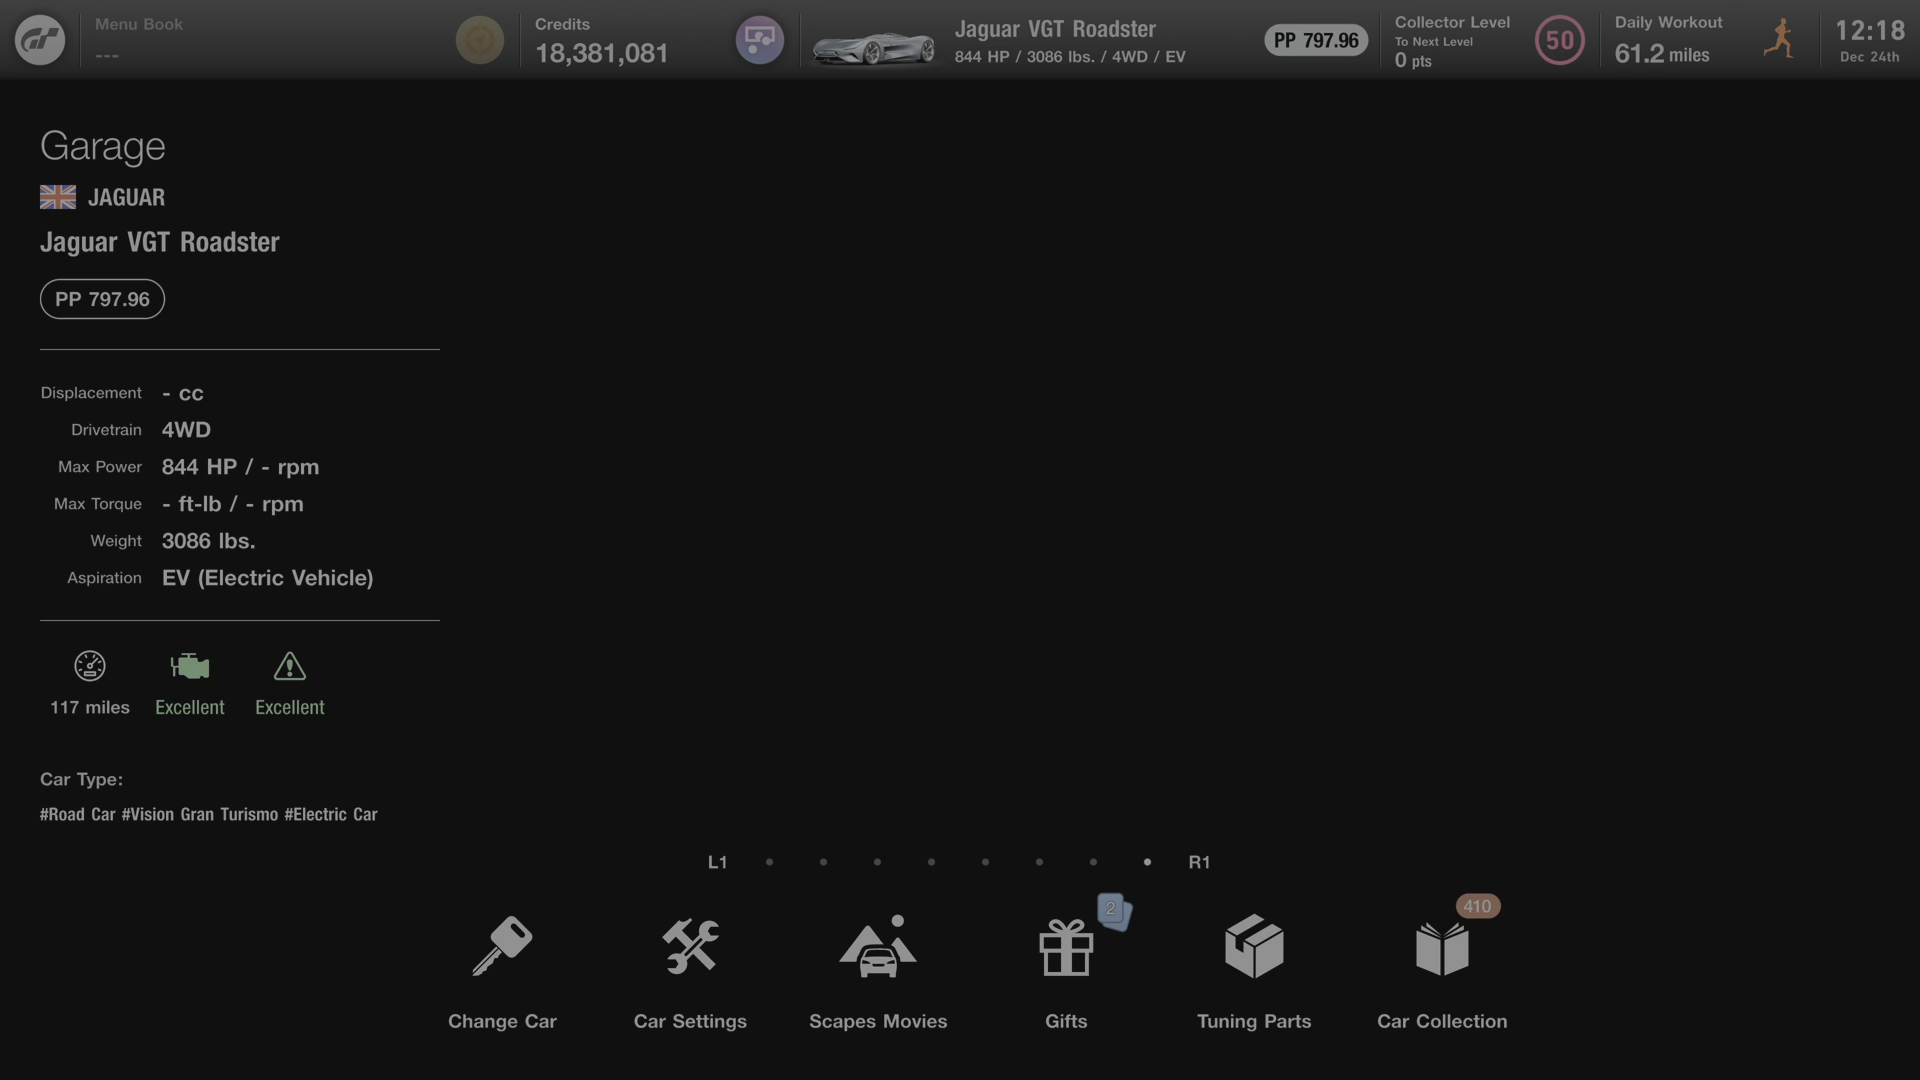 Menu Book
---
Credits
18,381,081
Jaguar VGT Roadster
844 HP / 3086 lbs. / 4WD / EV
PP 797.96
Collector Level
To Next Level
0 pts
50
Daily Workout
61.2 miles
12:18
Dec 24th
Garage
JAGUAR
Jaguar VGT Roadster
PP 797.96
Displacement - cc
Drivetrain 4WD
Max Power 844 HP / - rpm
Max Torque - ft-lb / - rpm
Weight 3086 lbs.
Aspiration EV (Electric Vehicle)
117 miles Excellent Excellent
Car Type:
#Road Car #Vision Gran Turismo #Electric Car
L1 R1
2
410
Change Car Car Settings Scapes Movies Gifts Tuning Parts Car Collection